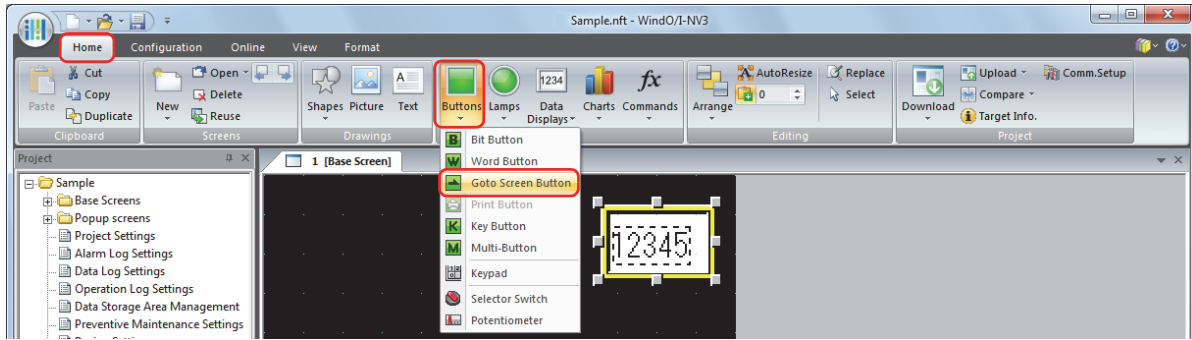 Sample.nft - WindO/I-NV3
Home Configuration Online View Format
Paste
Cut
Copy
Duplicate
Clipboard
New
Open
Delete
Reuse
Screens
Shapes Picture Text
Drawings
A
Buttons Lamps Data Displays Charts Commands
1234
fx
Arrange
AutoResize
0
Replace
Select
Editing
Download
Upload
Compare
Target Info.
Comm.Setup
Project
Project
1 [Base Screen]
Sample
Base Screens
Popup screens
Project Settings
Alarm Log Settings
Data Log Settings
Operation Log Settings
Data Storage Area Management
Preventive Maintenance Settings
B Bit Button
W Word Button
Goto Screen Button
Print Button
K Key Button
M Multi-Button
Keypad
Selector Switch
Potentiometer
12345